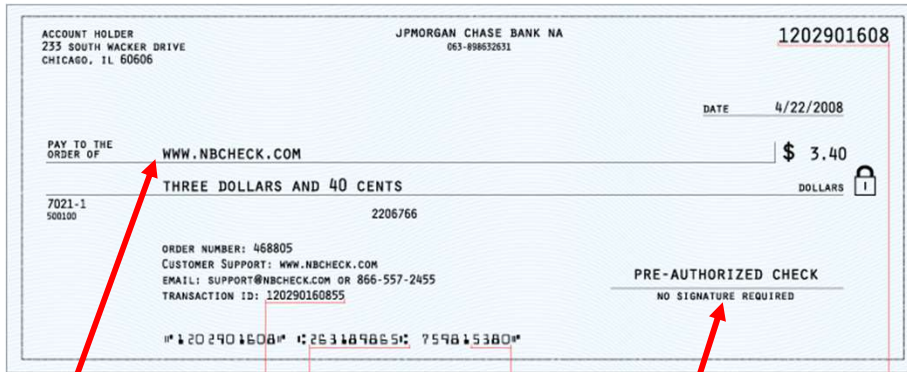 ACCOUNT HOLDER
233 SOUTH WACKER DRIVE
CHICAGO, IL 60606
JPMORGAN CHASE BANK NA
063-898632631
1202901608
DATE 4/22/2008
PAY TO THE
ORDER OF WWW.NBCHECK.COM $ 3.40
THREE DOLLARS AND 40 CENTS DOLLARS
7021-1
500100
2206766
ORDER NUMBER: 468805
CUSTOMER SUPPORT: WWW.NBCHECK.COM
EMAIL: SUPPORT@NBCHECK.COM OR 866-557-2455
TRANSACTION ID: 120290160855
PRE-AUTHORIZED CHECK
NO SIGNATURE REQUIRED
⑈1202901608⑈ ⑆263189865⑆ 759815380⑈